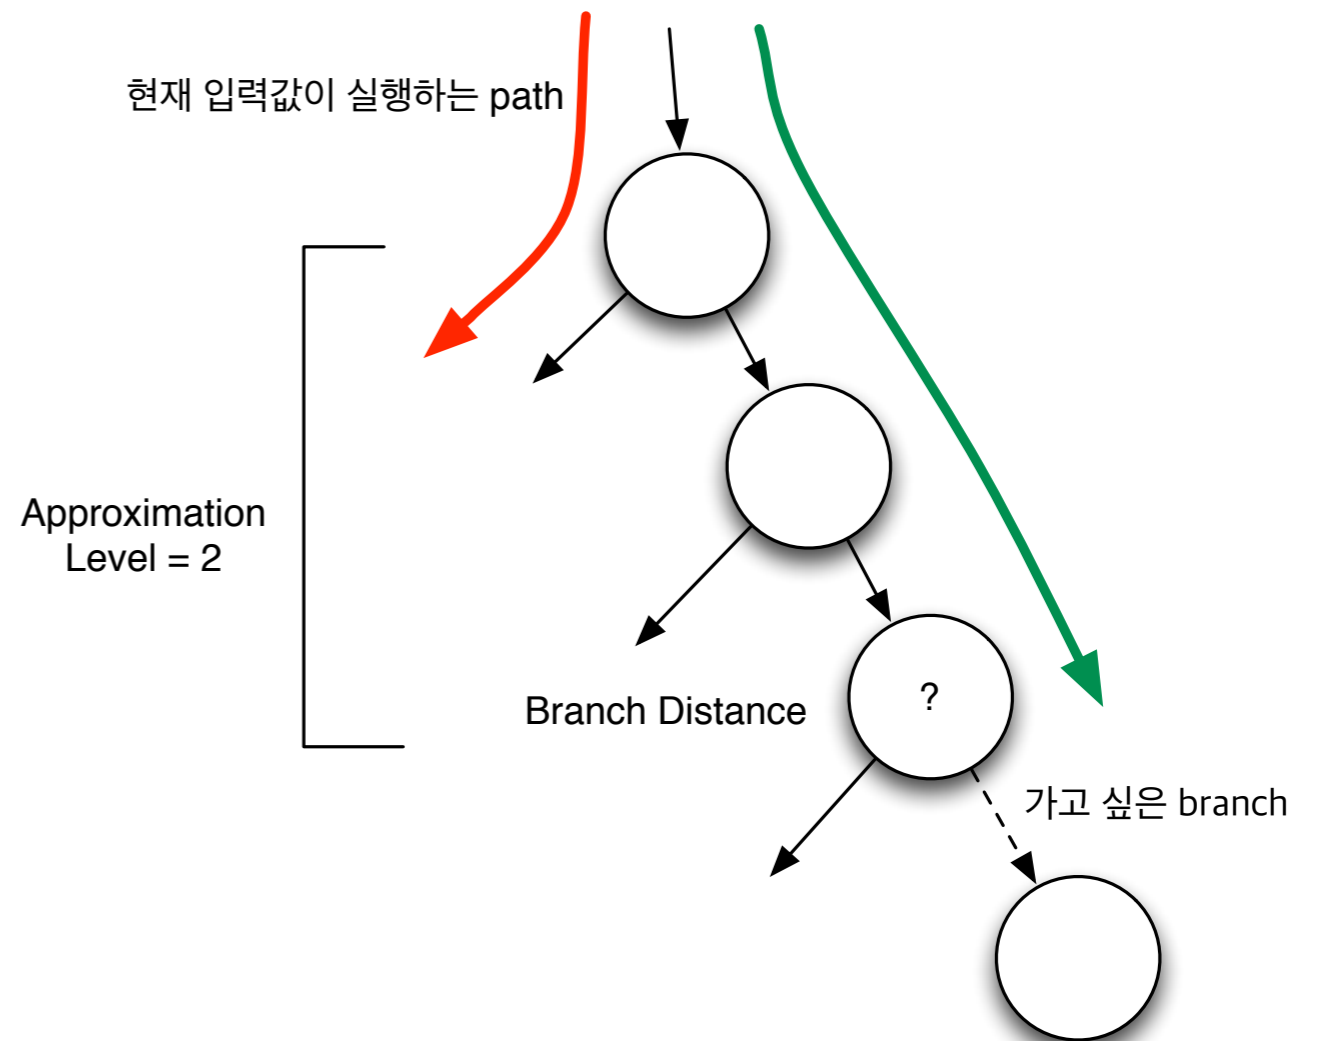 현재 입력값이 실행하는 path
Approximation
Level = 2
?
Branch Distance
가고 싶은 branch